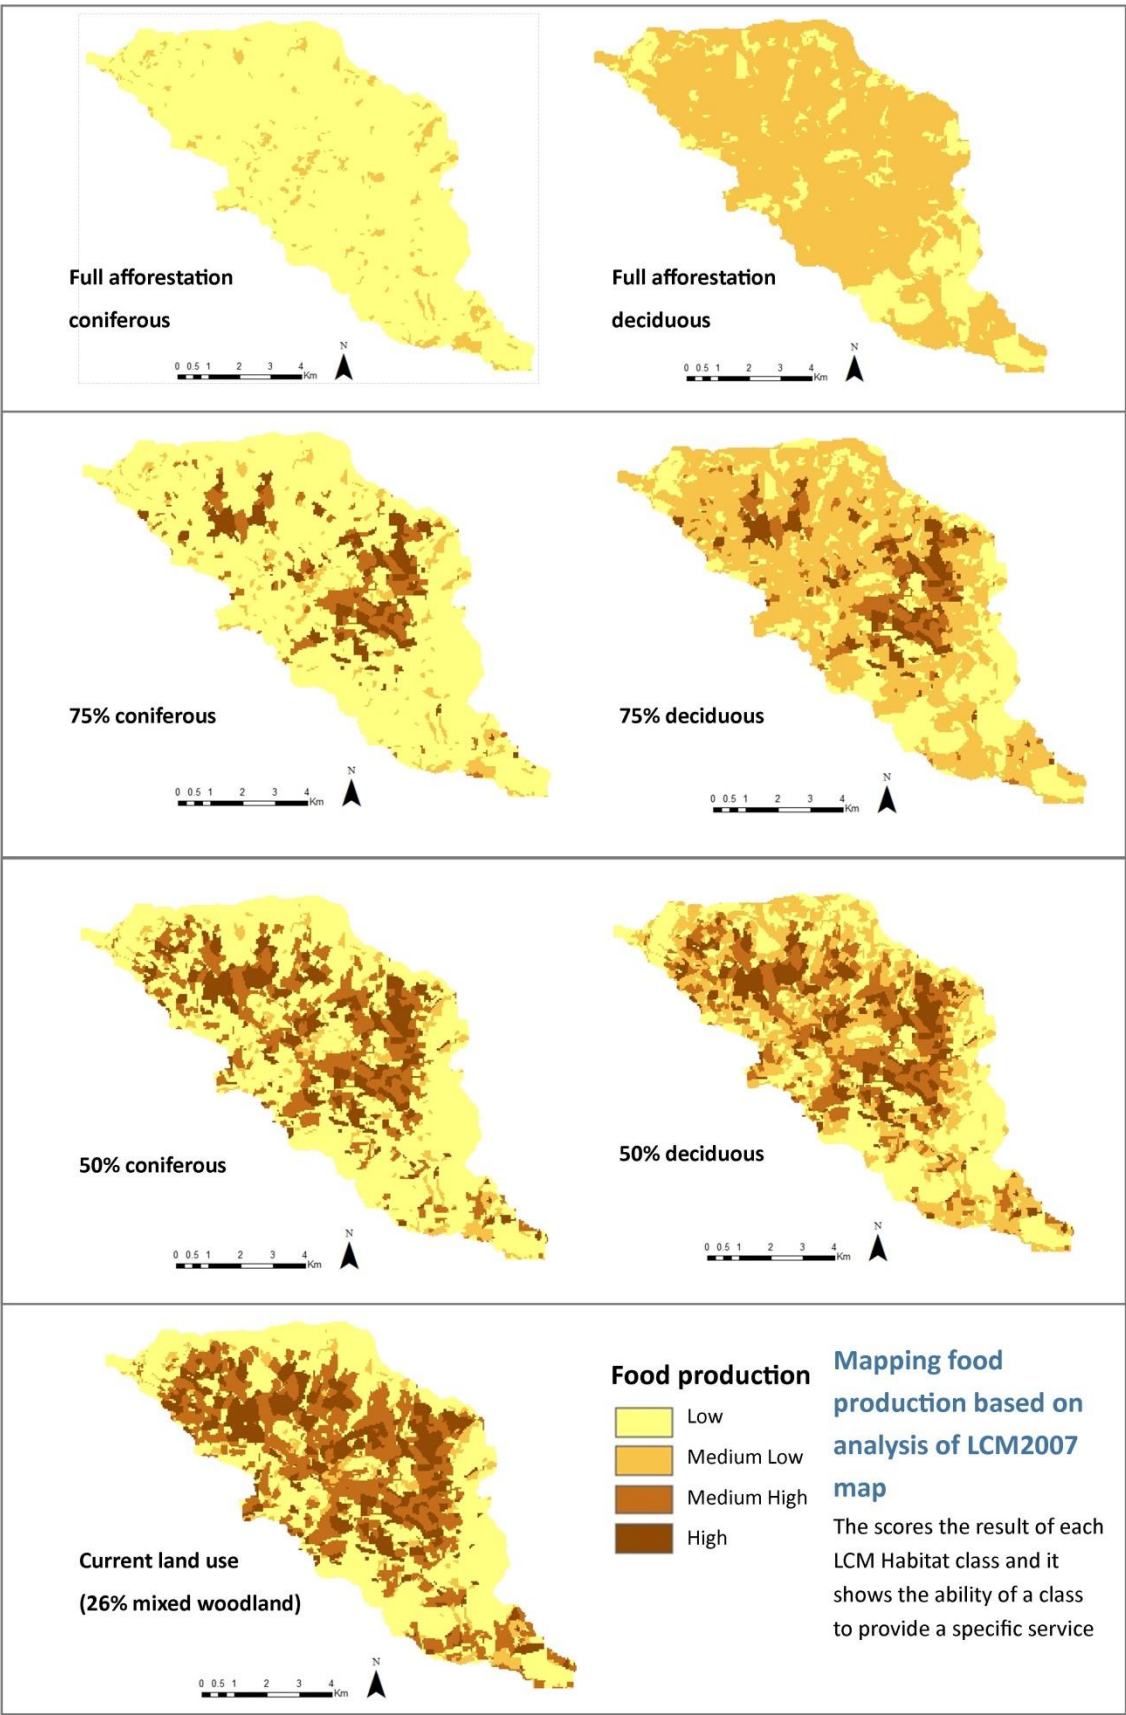 Full afforestation
coniferous
N
0 0.5 1 2 3 4
Km
Full afforestation
deciduous
N
0 0.5 1 2 3 4
Km
75% coniferous
N
0 0.5 1 2 3 4
Km
75% deciduous
N
0 0.5 1 2 3 4
Km
50% coniferous
N
0 0.5 1 2 3 4
Km
50% deciduous
N
0 0.5 1 2 3 4
Km
Current land use
(26% mixed woodland)
N
0 0.5 1 2 3 4
Km
Food production
Low
Medium Low
Medium High
High
Mapping food
production based on
analysis of LCM2007
map
The scores the result of each
LCM Habitat class and it
shows the ability of a class
to provide a specific service